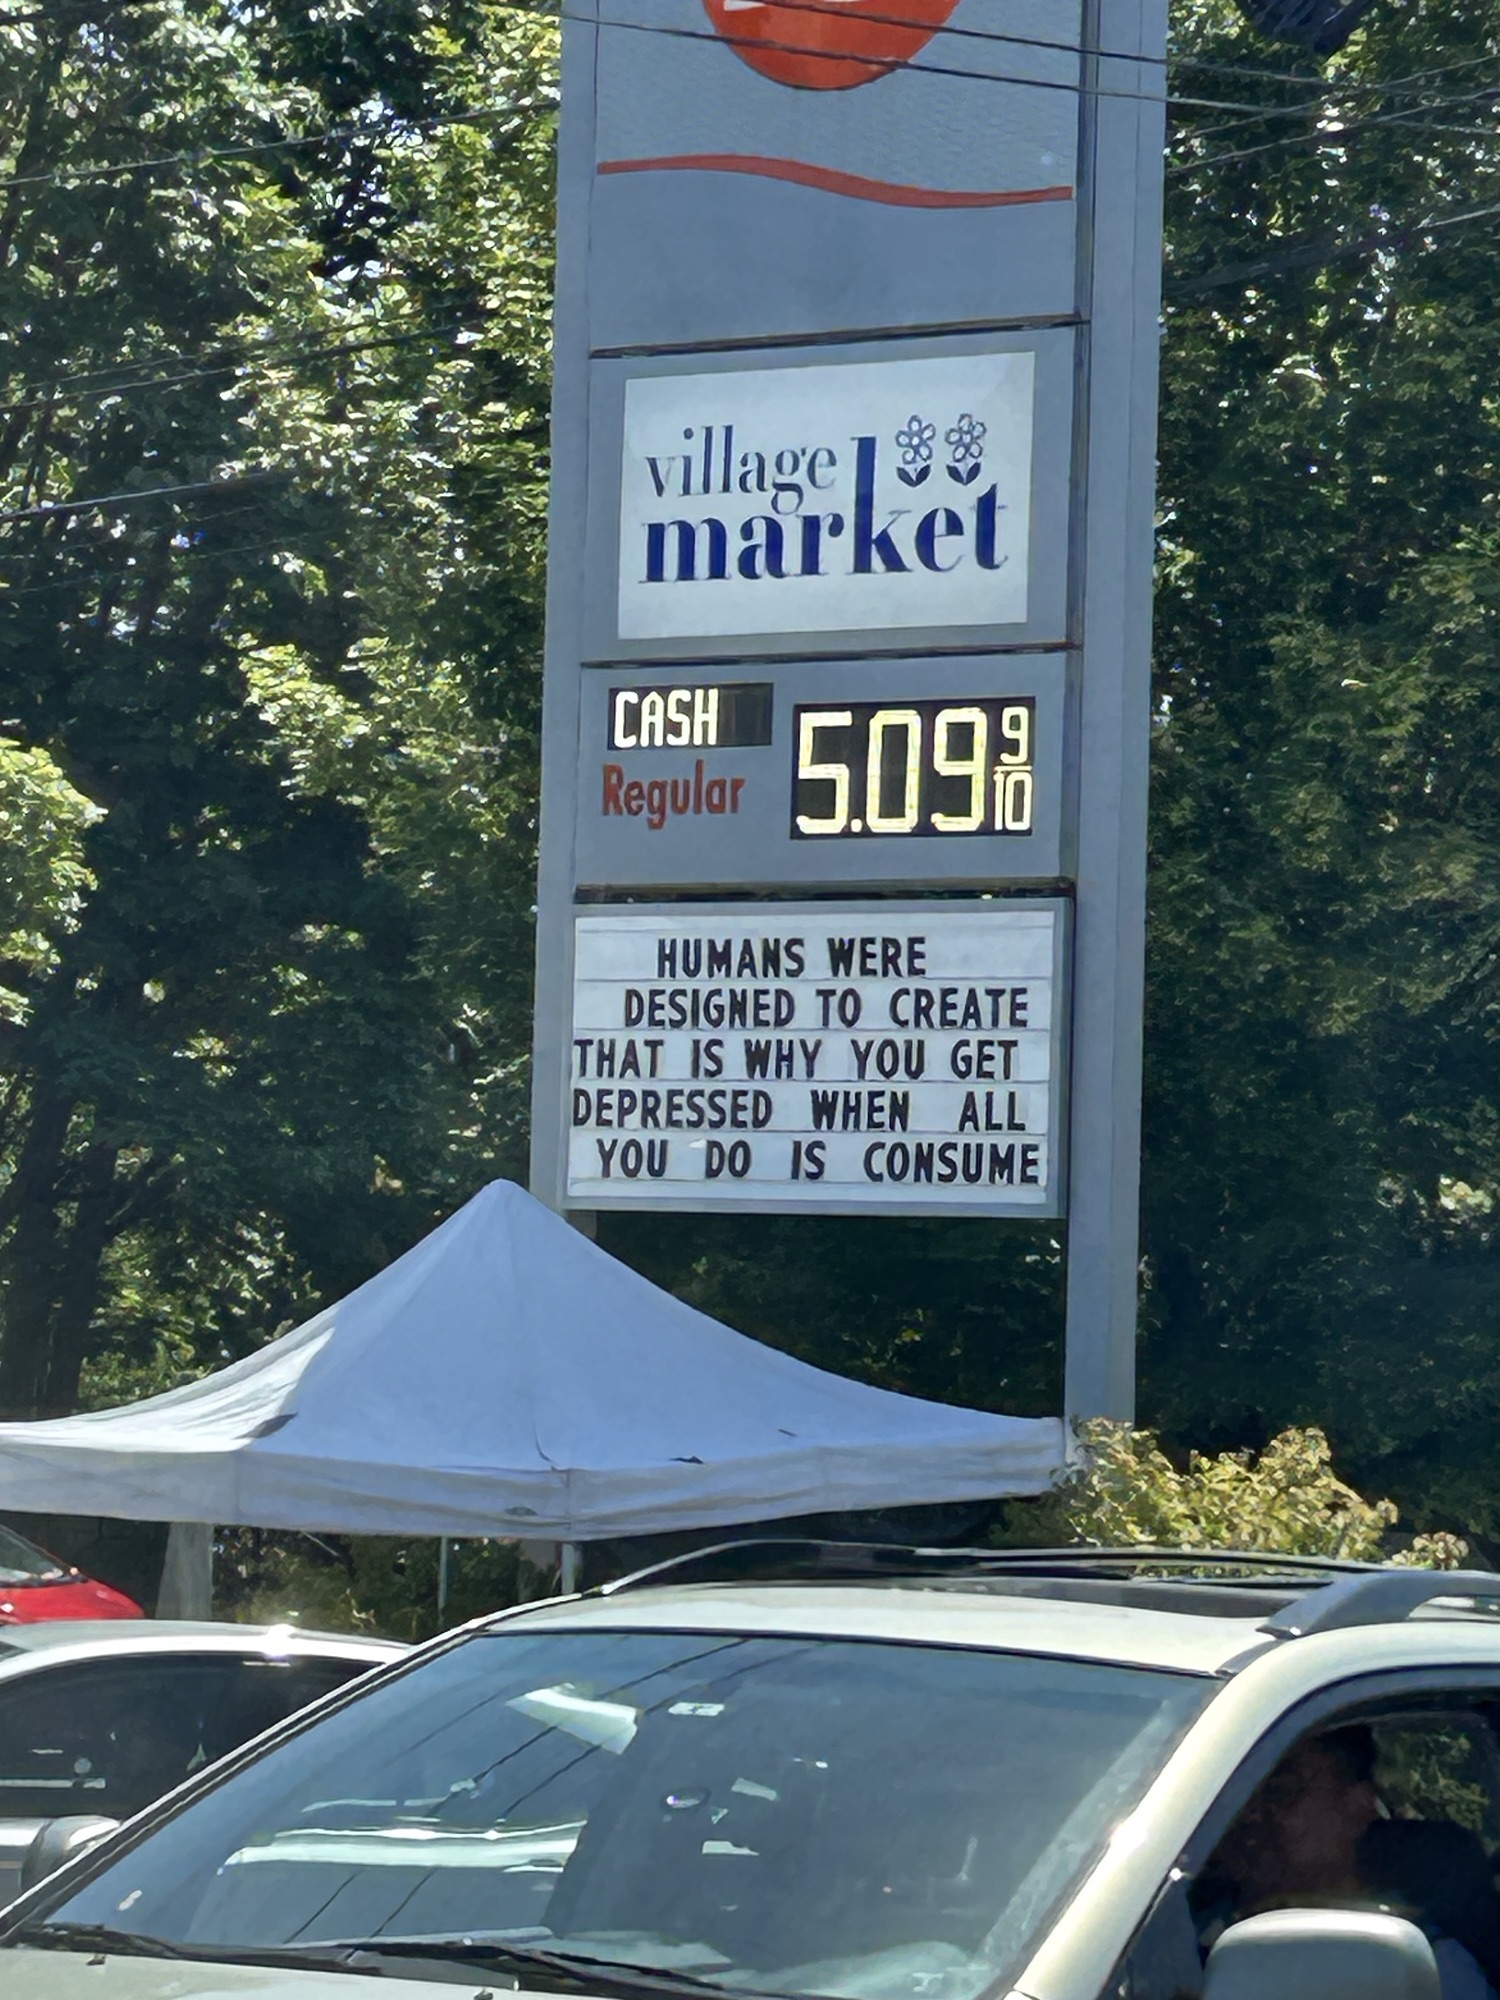 village
market
CASH
Regular
5.09 9/10
HUMANS WERE
DESIGNED TO CREATE
THAT IS WHY YOU GET
DEPRESSED WHEN ALL
YOU DO IS CONSUME